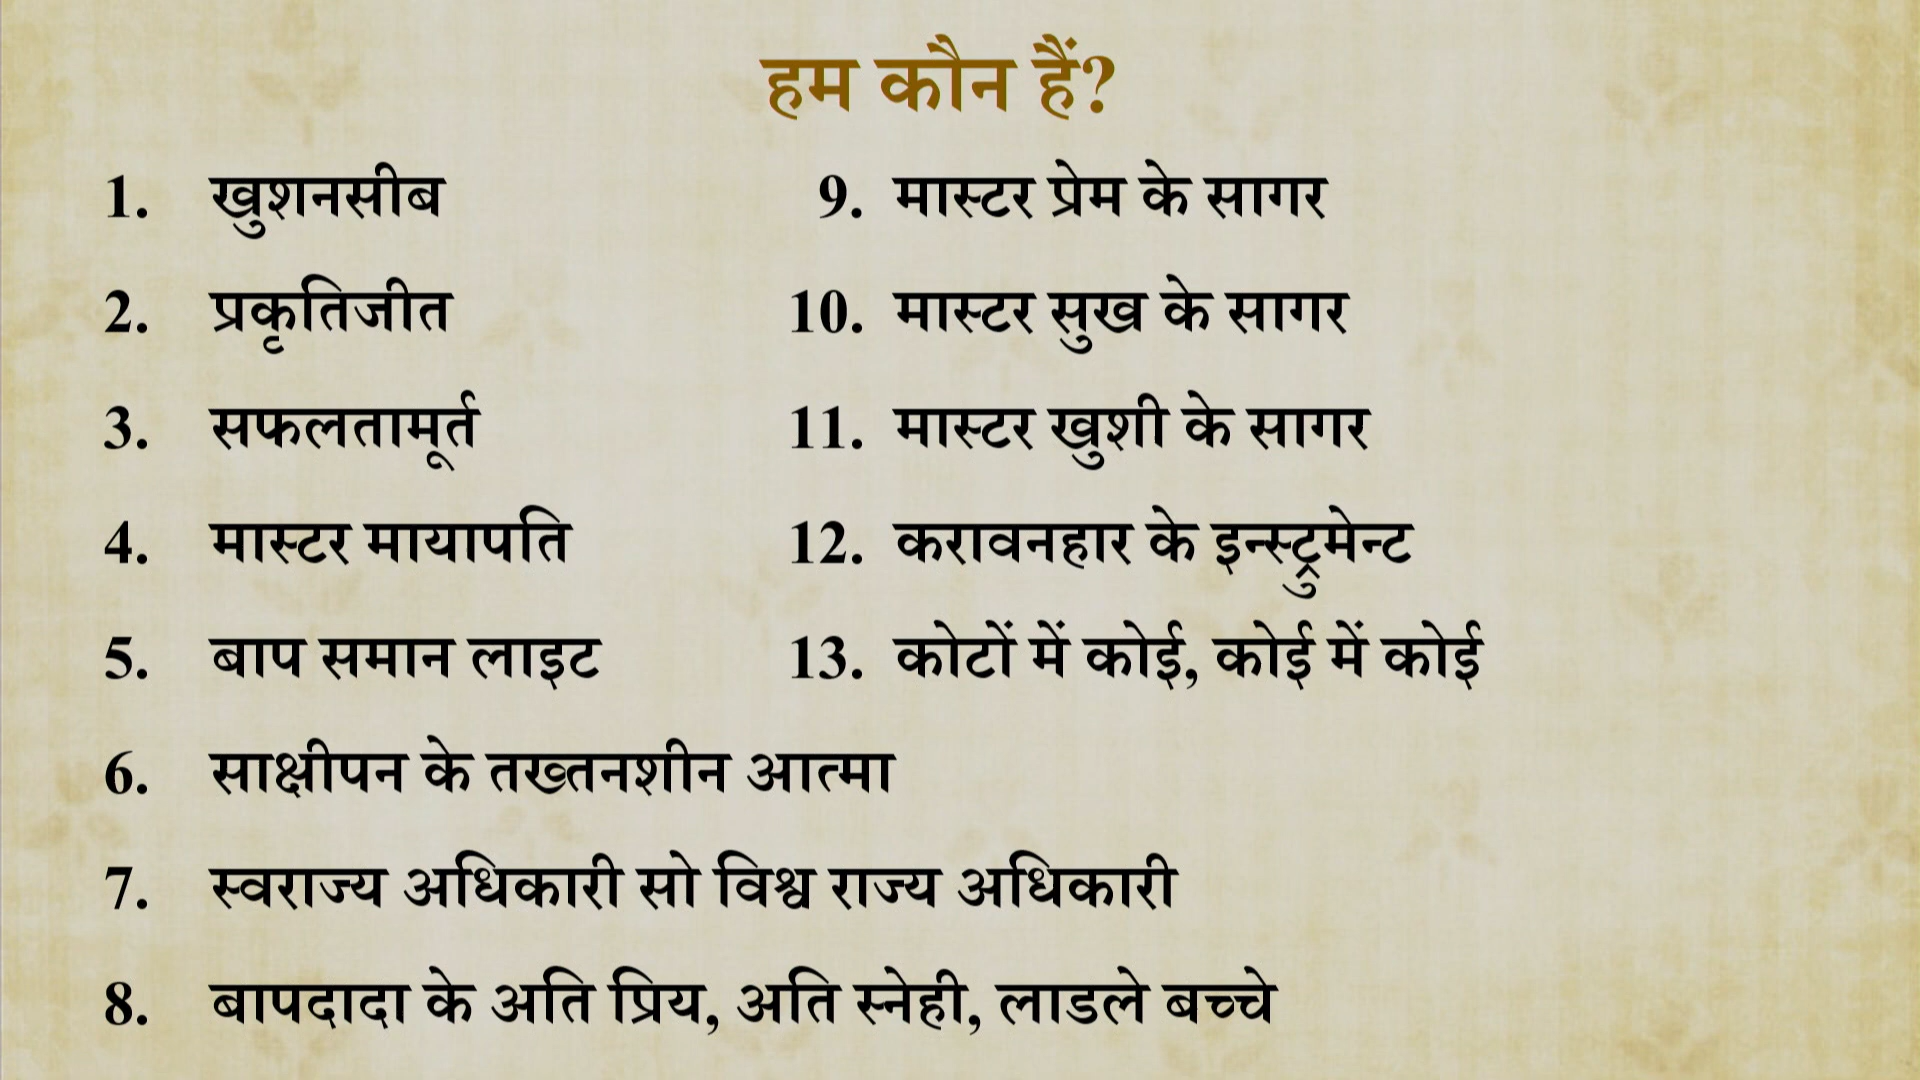 हम कौन हैं?
1. खुशनसीब
2. प्रकृतिजीत
3. सफलतामूर्त
4. मास्टर मायापति
5. बाप समान लाइट
6. साक्षीपन के तख्तनशीन आत्मा
7. स्वराज्य अधिकारी सो विश्व राज्य अधिकारी
8. बापदादा के अति प्रिय, अति स्नेही, लाडले बच्चे
9. मास्टर प्रेम के सागर
10. मास्टर सुख के सागर
11. मास्टर खुशी के सागर
12. करावनहार के इन्स्ट्रुमेन्ट
13. कोटों में कोई, कोई में कोई